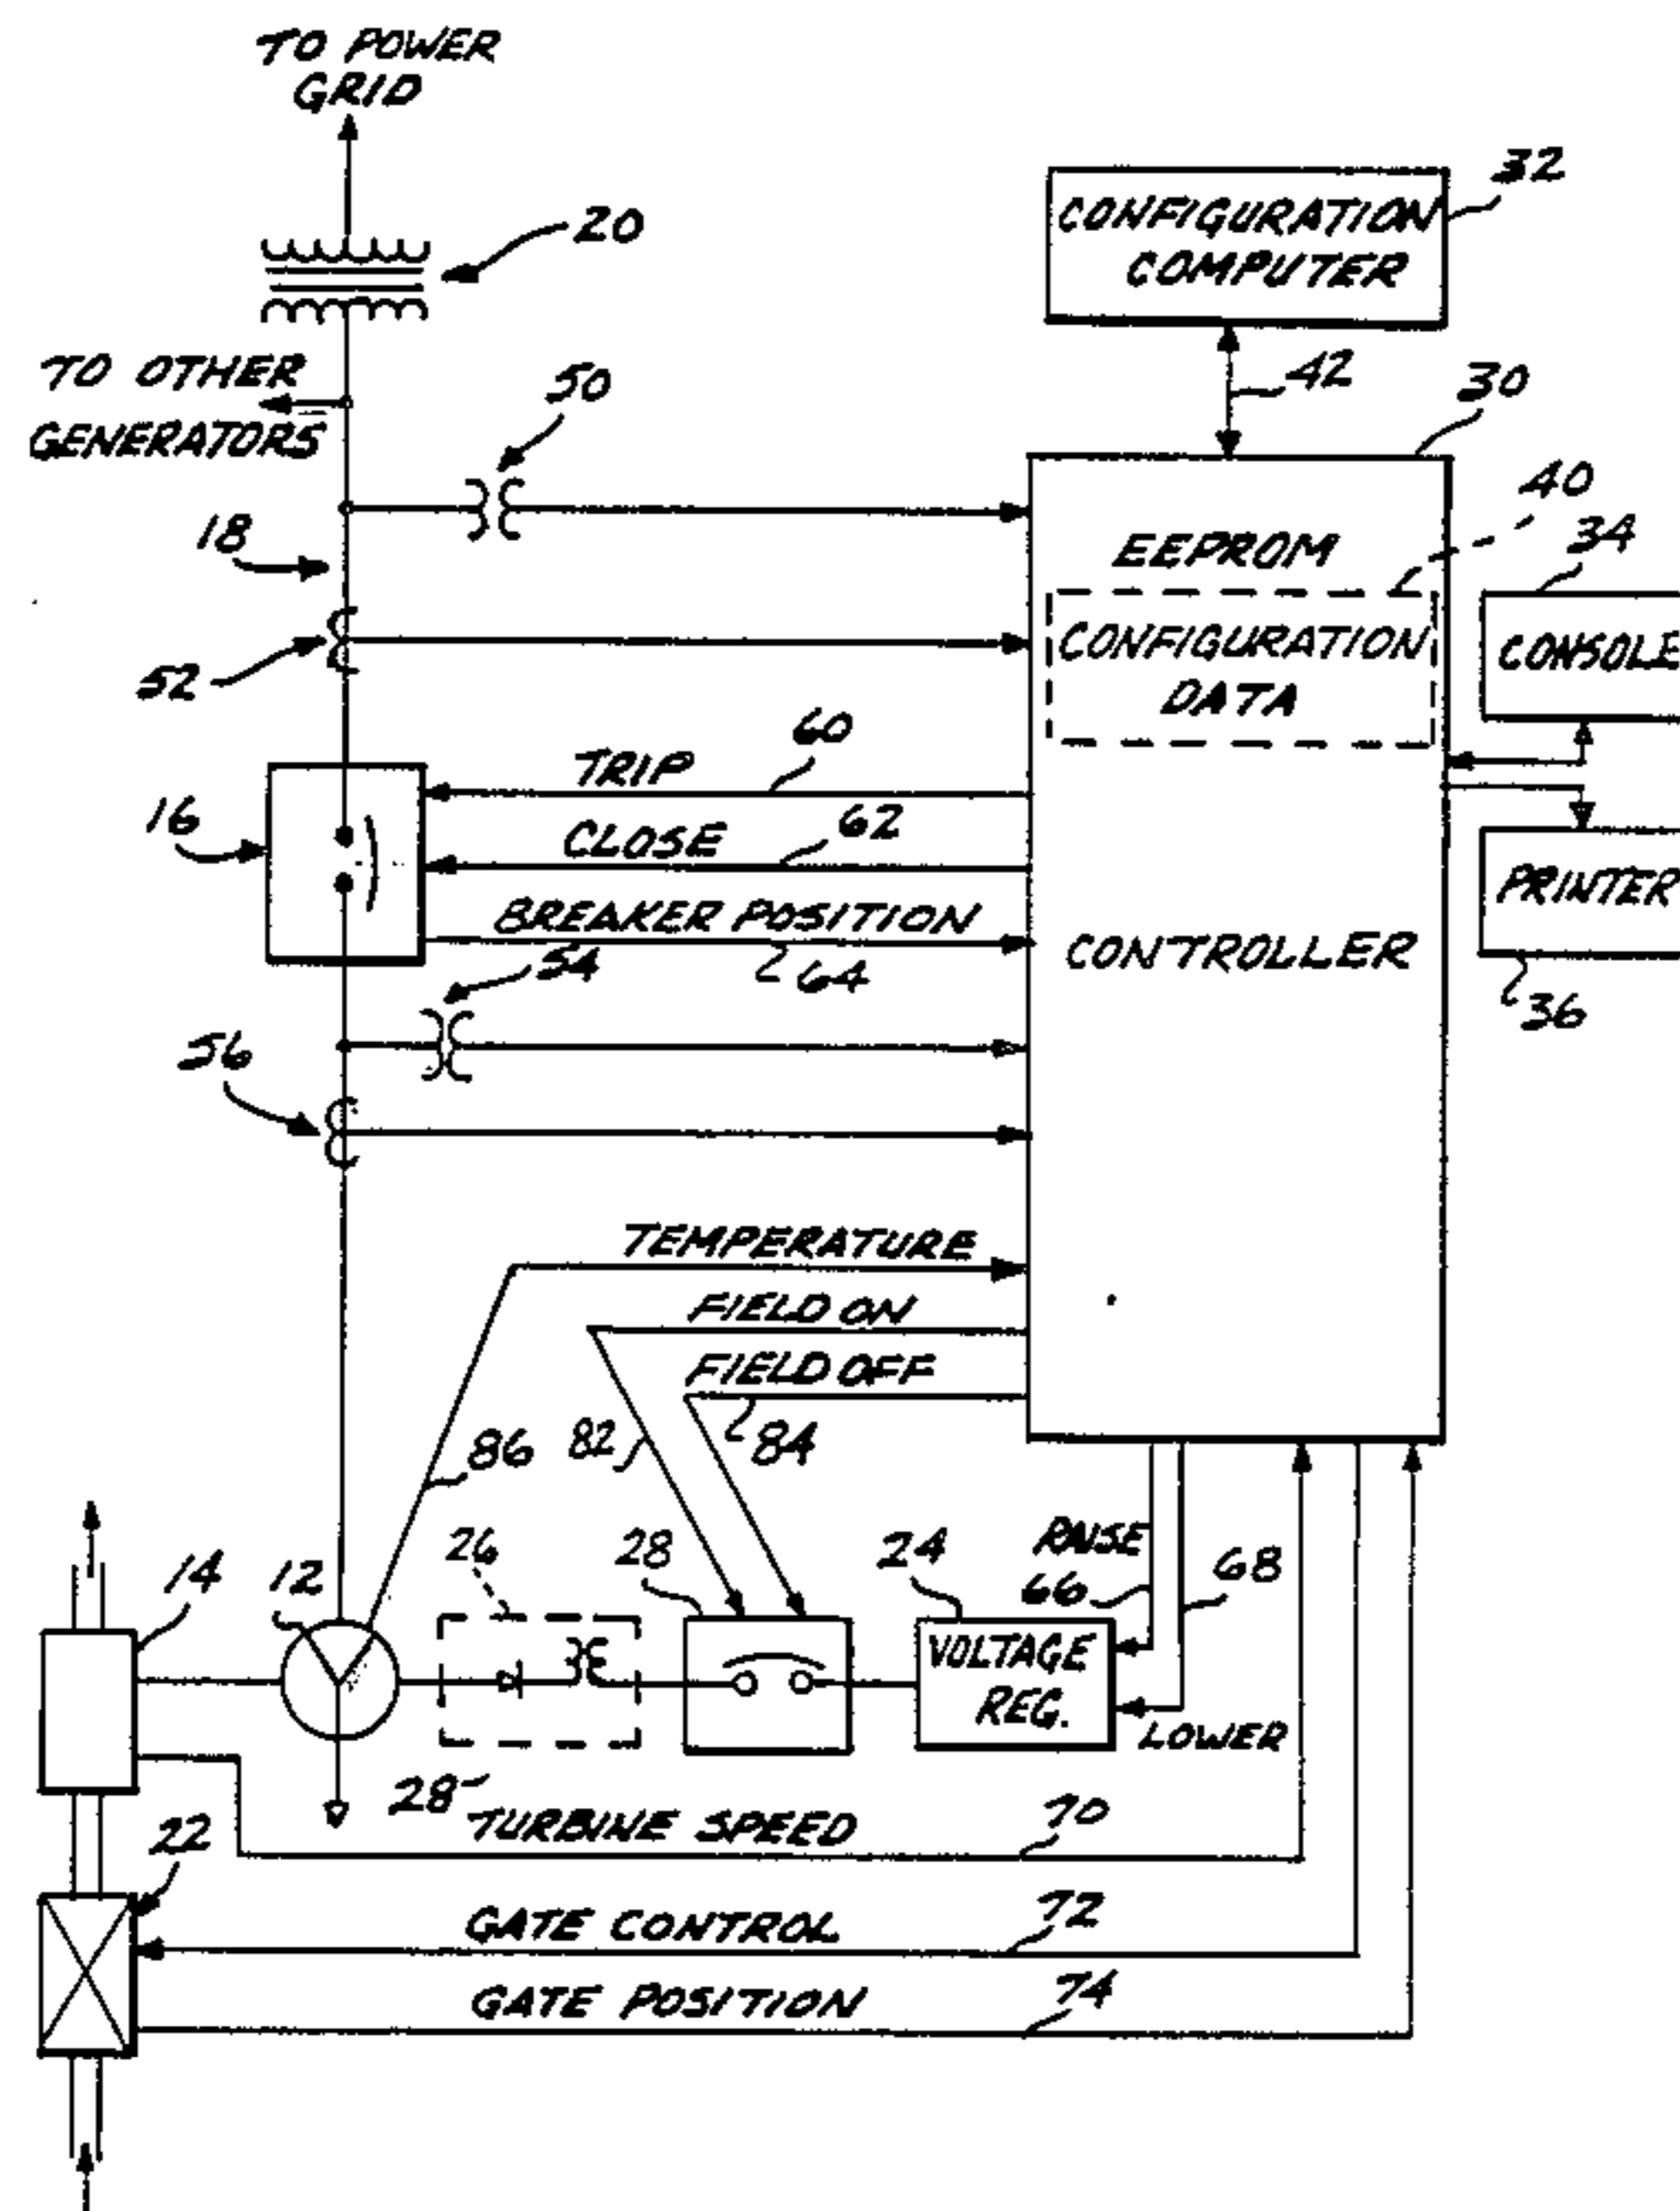 TO POWER
GRID
20
TO OTHER
GENERATORS
50
18
52
CONFIGURATION
COMPUTER
32
42
30
40
EEPROM
CONFIGURATION
DATA
34
CONSOLE
TRIP
60
16
CLOSE
62
BREAKER POSITION
64
CONTROLLER
PRINTER
36
54
56
TEMPERATURE
FIELD ON
FIELD OFF
86
82
84
14
12
26
28
24
RAISE
66
68
VOLTAGE
REG.
LOWER
28
TURBINE SPEED
70
22
GATE CONTROL
72
GATE POSITION
74